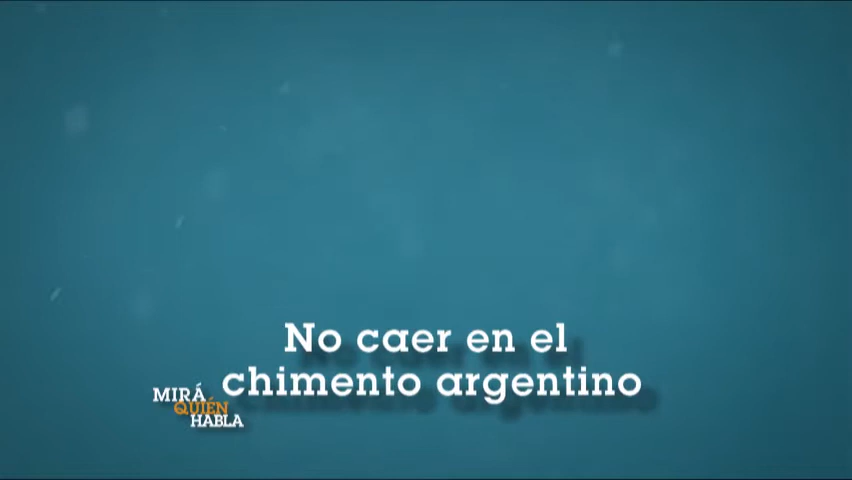 No caer en el
chimento argentino
MIRÁ
QUIÉN
HABLA